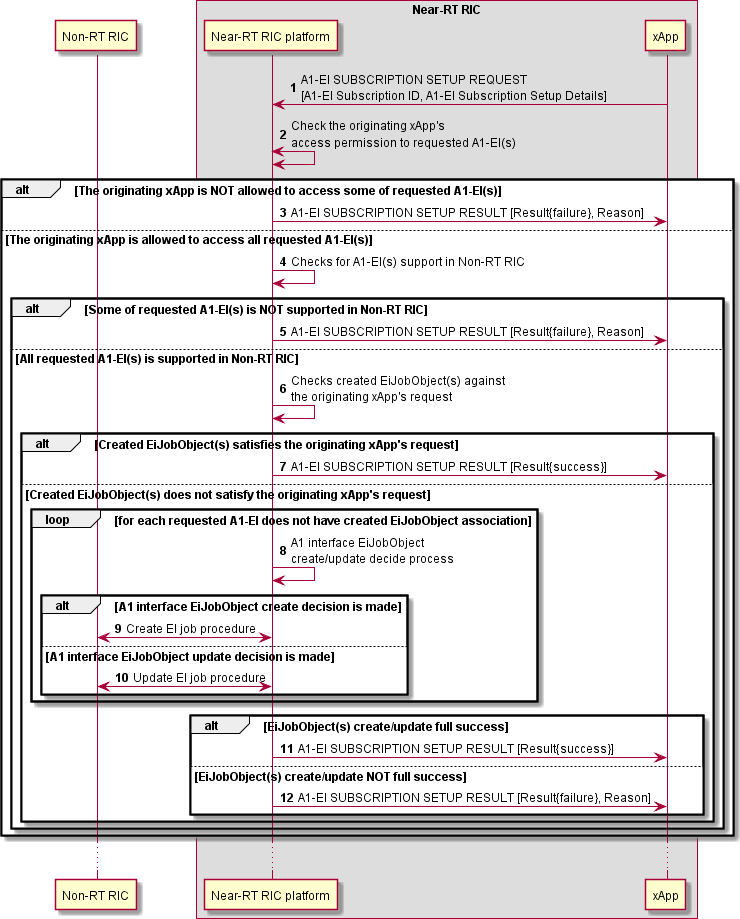 Near-RT RIC
Non-RT RIC
Near-RT RIC platform
xApp
1 A1-EI SUBSCRIPTION SETUP REQUEST
[A1-EI Subscription ID, A1-EI Subscription Setup Details]
2 Check the originating xApp's
access permission to requested A1-EI(s)
alt [The originating xApp is NOT allowed to access some of requested A1-EI(s)]
3 A1-EI SUBSCRIPTION SETUP RESULT [Result{failure}, Reason]
[The originating xApp is allowed to access all requested A1-EI(s)]
4 Checks for A1-EI(s) support in Non-RT RIC
alt [Some of requested A1-EI(s) is NOT supported in Non-RT RIC]
5 A1-EI SUBSCRIPTION SETUP RESULT [Result{failure}, Reason]
[All requested A1-EI(s) is supported in Non-RT RIC]
6 Checks created EiJobObject(s) against
the originating xApp's request
alt [Created EiJobObject(s) satisfies the originating xApp's request]
7 A1-EI SUBSCRIPTION SETUP RESULT [Result{success}]
[Created EiJobObject(s) does not satisfy the originating xApp's request]
loop [for each requested A1-EI does not have created EiJobObject association]
8 A1 interface EiJobObject
create/update decide process
alt [A1 interface EiJobObject create decision is made]
9 Create EI job procedure
[A1 interface EiJobObject update decision is made]
10 Update EI job procedure
alt [EiJobObject(s) create/update full success]
11 A1-EI SUBSCRIPTION SETUP RESULT [Result{success}]
[EiJobObject(s) create/update NOT full success]
12 A1-EI SUBSCRIPTION SETUP RESULT [Result{failure}, Reason]
Non-RT RIC
Near-RT RIC platform
xApp